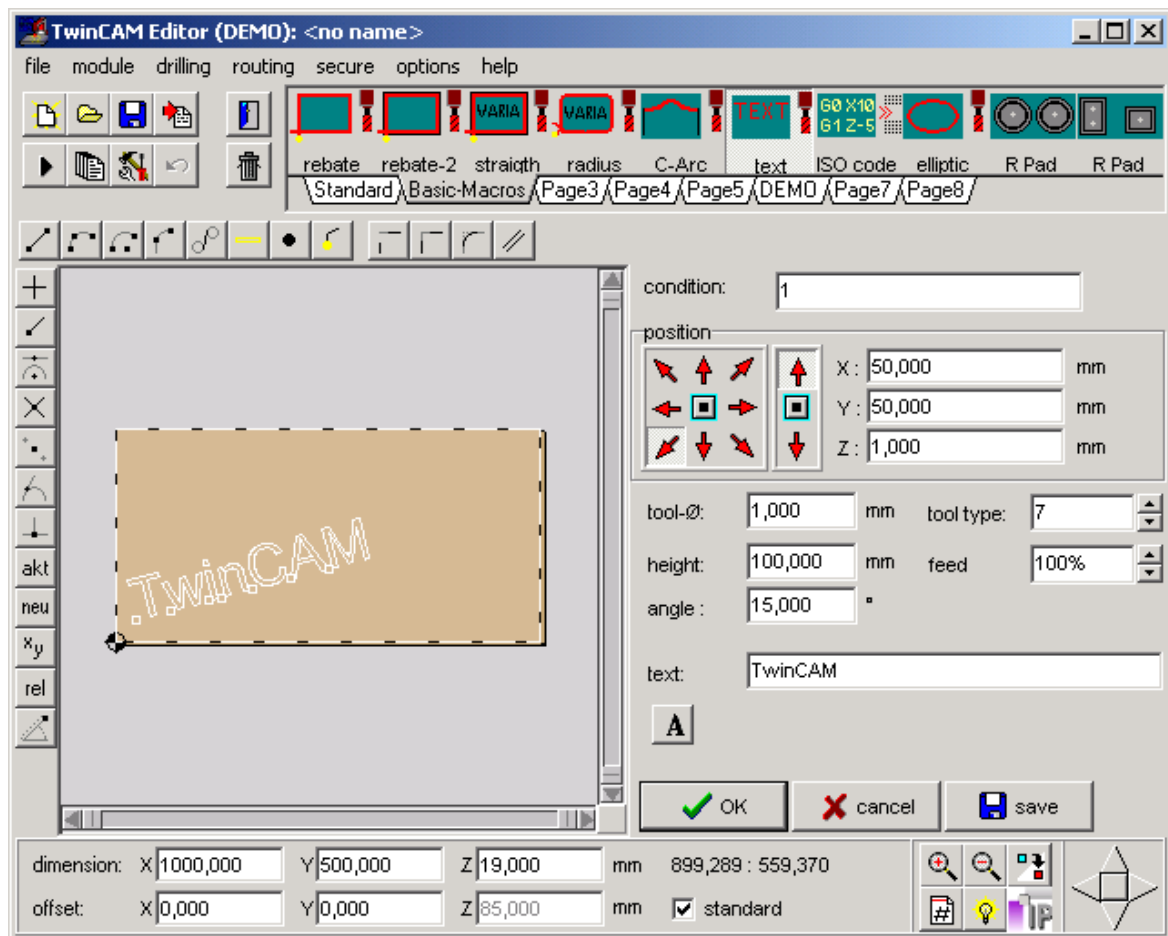 TwinCAM Editor (DEMO): <no name>
file module drilling routing secure options help
VARIA VARIA TEXT G0 X10
G1 Z-5
rebate rebate-2 straigth radius C-Arc text ISO code elliptic R Pad R Pad
Standard Basic-Macros Page3 Page4 Page5 DEMO Page7 Page8
condition: 1
position
X : 50,000 mm
Y : 50,000 mm
Z : 1,000 mm
tool-Ø: 1,000 mm tool type: 7
height: 100,000 mm feed 100%
angle : 15,000 °
text: TwinCAM
A
TwinCAM
akt
neu
xy
rel
OK cancel save
dimension: X 1000,000 Y 500,000 Z 19,000 mm 899,289 : 559,370
offset: X 0,000 Y 0,000 Z 85,000 mm standard
# IP